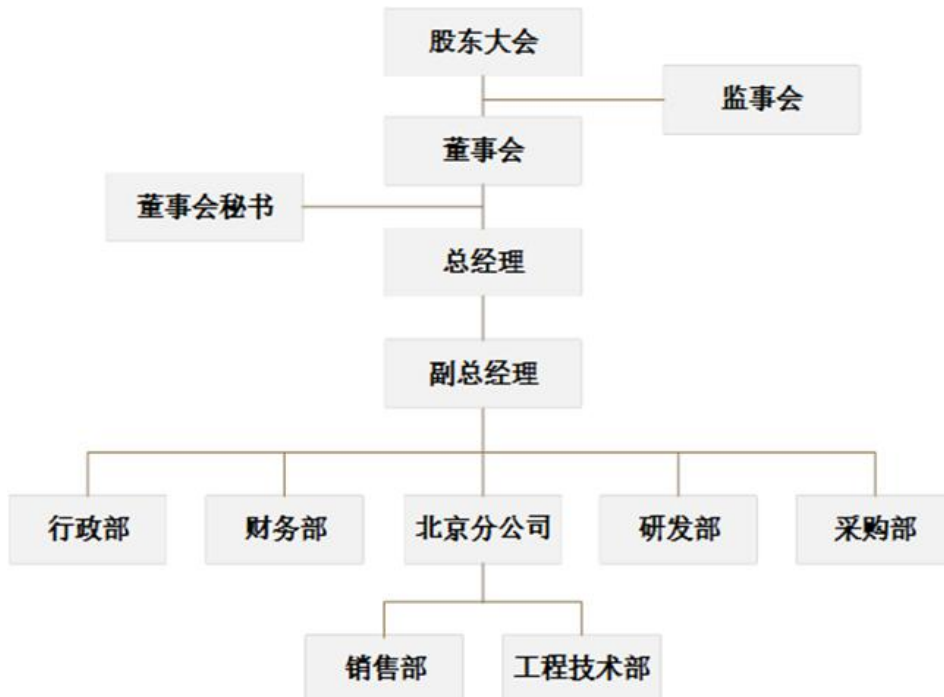 股东大会
监事会
董事会
董事会秘书
总经理
副总经理
行政部
财务部
北京分公司
研发部
采购部
销售部
工程技术部